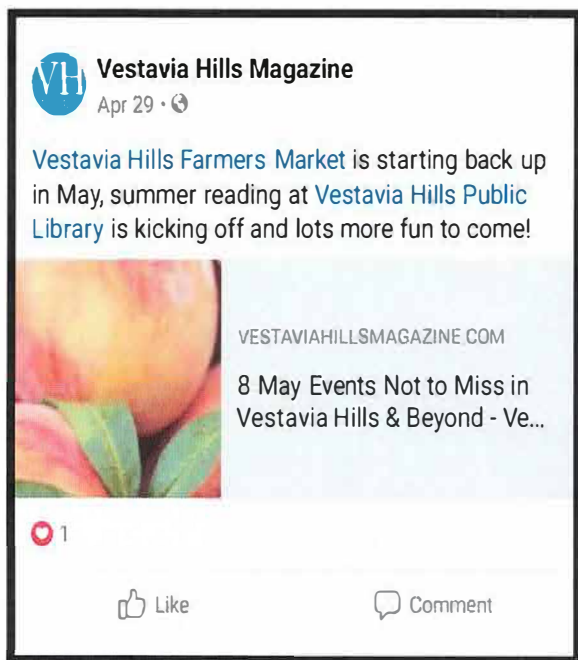 VH
Vestavia Hills Magazine
Apr 29 •
Vestavia Hills Farmers Market is starting back up
in May, summer reading at Vestavia Hills Public
Library is kicking off and lots more fun to come!
VESTAVIAHILLSMAGAZINE.COM
8 May Events Not to Miss in
Vestavia Hills & Beyond - Ve...
1
Like
Comment